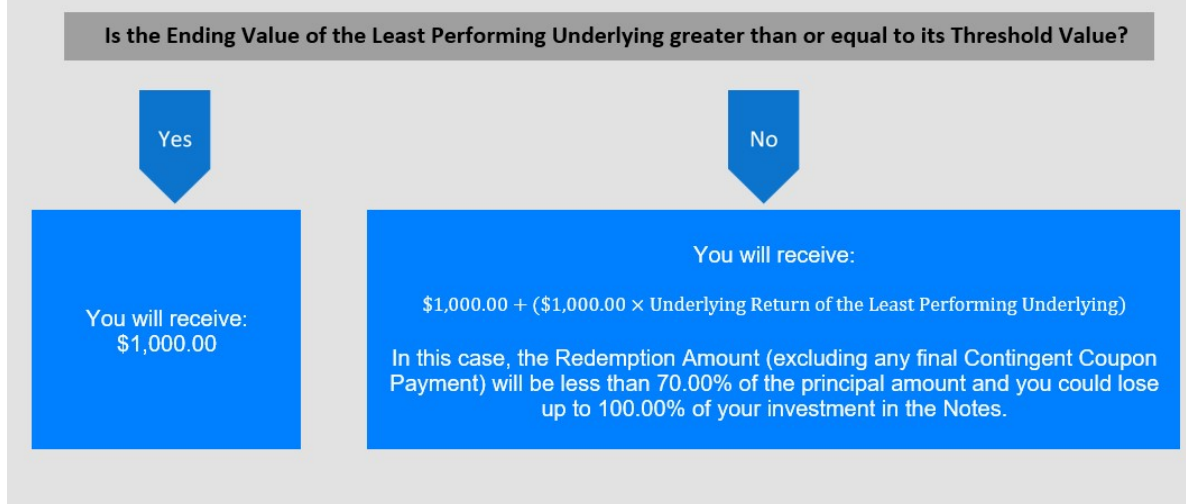 Is the Ending Value of the Least Performing Underlying greater than or equal to its Threshold Value?
Yes
No
You will receive:
$1,000.00
You will receive:
$1,000.00 + ($1,000.00 × Underlying Return of the Least Performing Underlying)
In this case, the Redemption Amount (excluding any final Contingent Coupon
Payment) will be less than 70.00% of the principal amount and you could lose
up to 100.00% of your investment in the Notes.